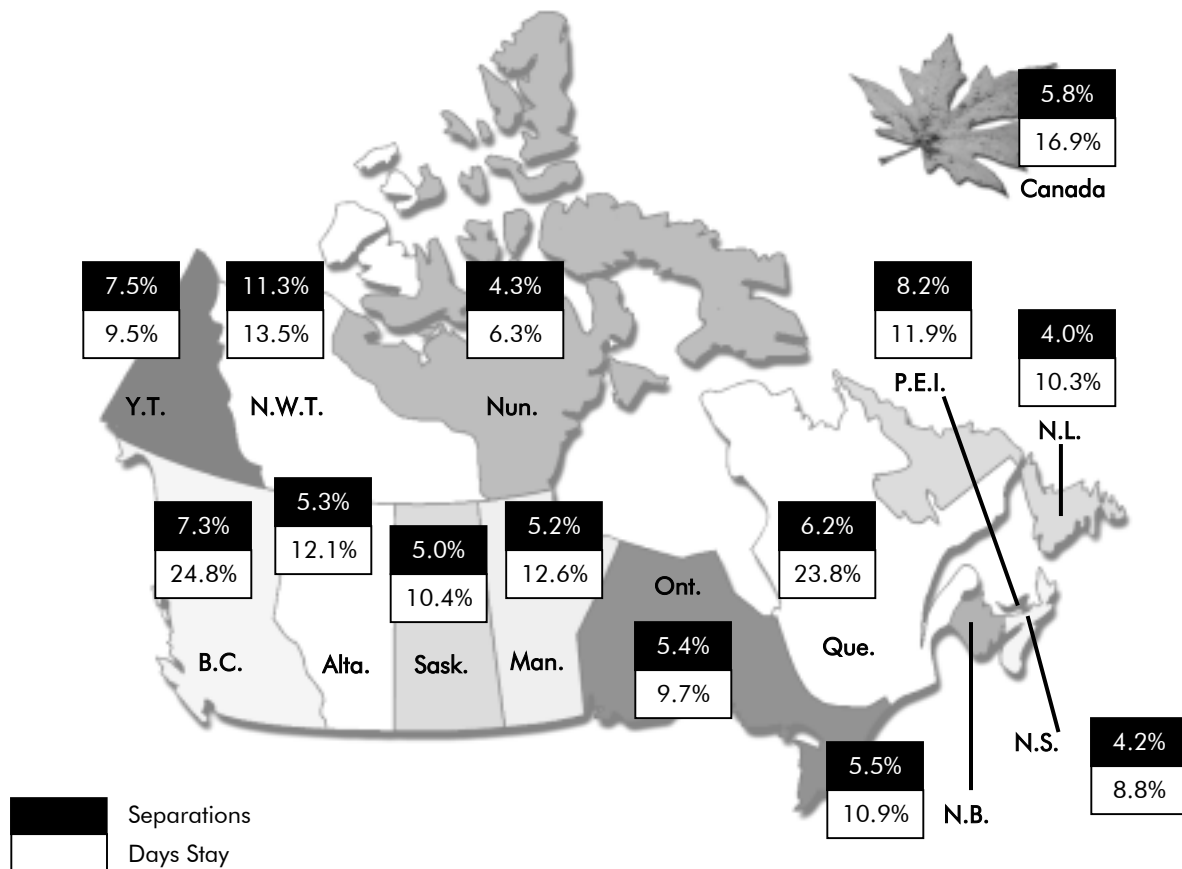 5.8%
16.9%
Canada
7.5%
9.5%
Y.T.
11.3%
13.5%
N.W.T.
4.3%
6.3%
Nun.
8.2%
11.9%
P.E.I.
4.0%
10.3%
N.L.
7.3%
24.8%
B.C.
5.3%
12.1%
Alta.
5.0%
10.4%
Sask.
5.2%
12.6%
Man.
Ont.
5.4%
9.7%
6.2%
23.8%
Que.
5.5%
10.9%
N.B.
N.S.
4.2%
8.8%
Separations
Days Stay